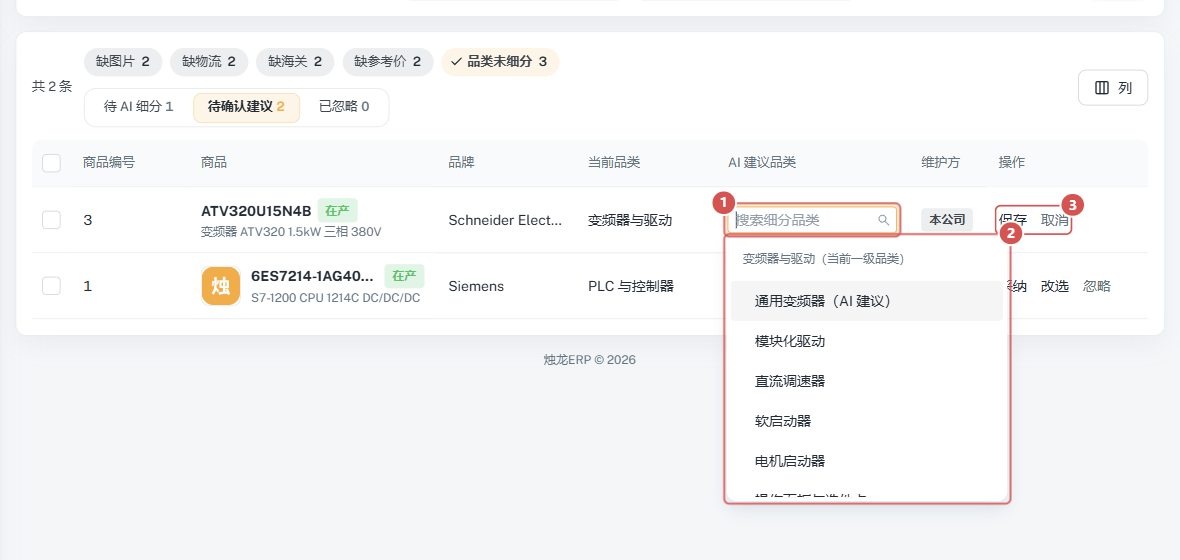 缺图片 2 缺物流 2 缺海关 2 缺参考价 2 品类未细分 3
共 2 条
列
待 AI 细分 1 待确认建议 2 已忽略 0
商品编号 商品 品牌 当前品类 AI 建议品类 维护方 操作
3 ATV320U15N4B 在产 Schneider Elect... 变频器与驱动 搜索细分品类 本公司 保存 取消
变频器 ATV320 1.5kW 三相 380V
1 2 3
变频器与驱动（当前一级品类）
1 烛 6ES7214-1AG40... 在产 Siemens PLC 与控制器 纳 改选 忽略
S7-1200 CPU 1214C DC/DC/DC
通用变频器（AI 建议）
模块化驱动
直流调速器
软启动器
电机启动器
烛龙ERP © 2026